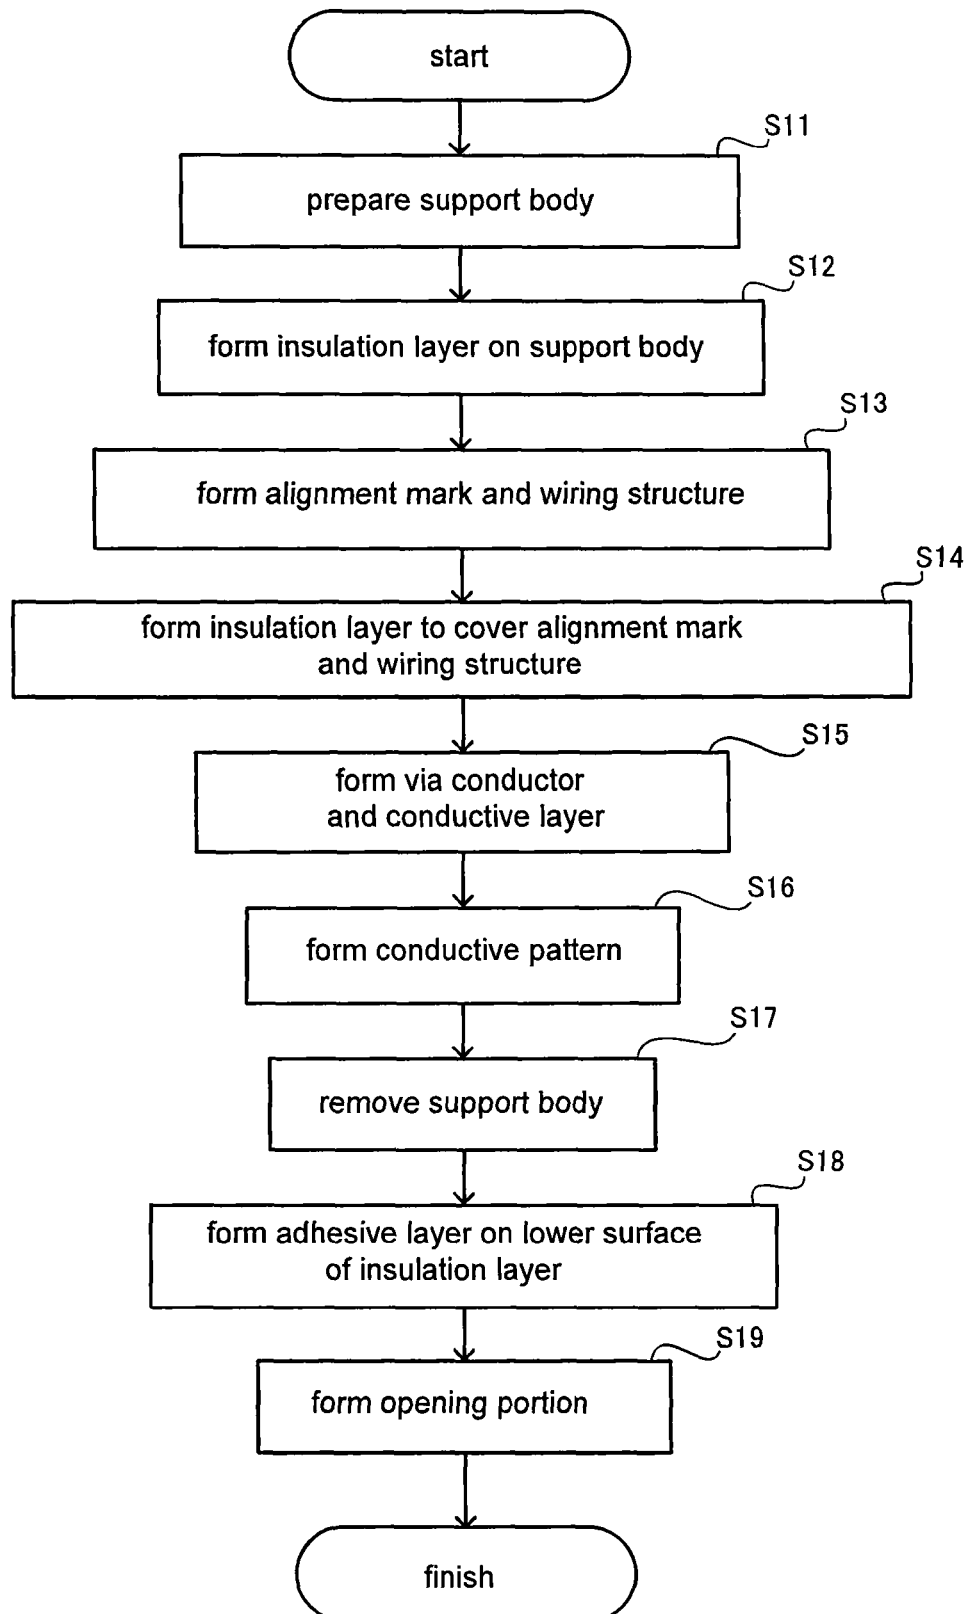 start
S11
prepare support body
S12
form insulation layer on support body
S13
form alignment mark and wiring structure
S14
form insulation layer to cover alignment mark
and wiring structure
S15
form via conductor
and conductive layer
S16
form conductive pattern
S17
remove support body
S18
form adhesive layer on lower surface
of insulation layer
S19
form opening portion
finish